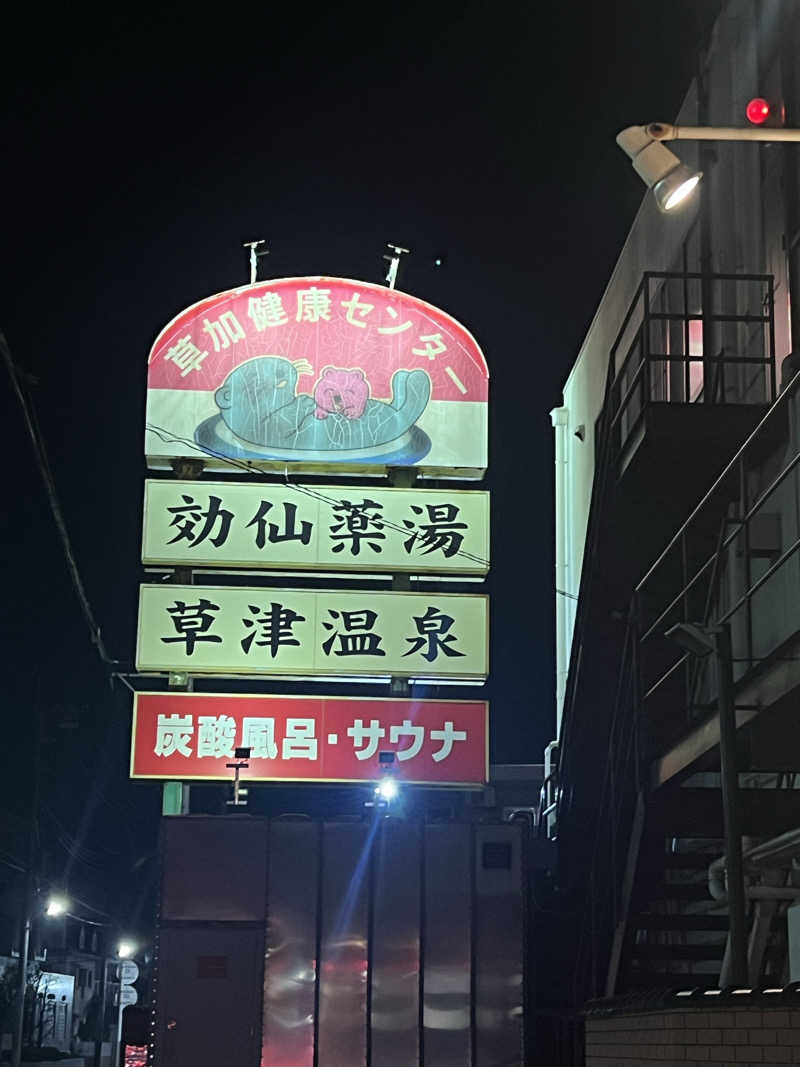 草加健康センター
効仙薬湯
草津温泉
炭酸風呂・サウナ